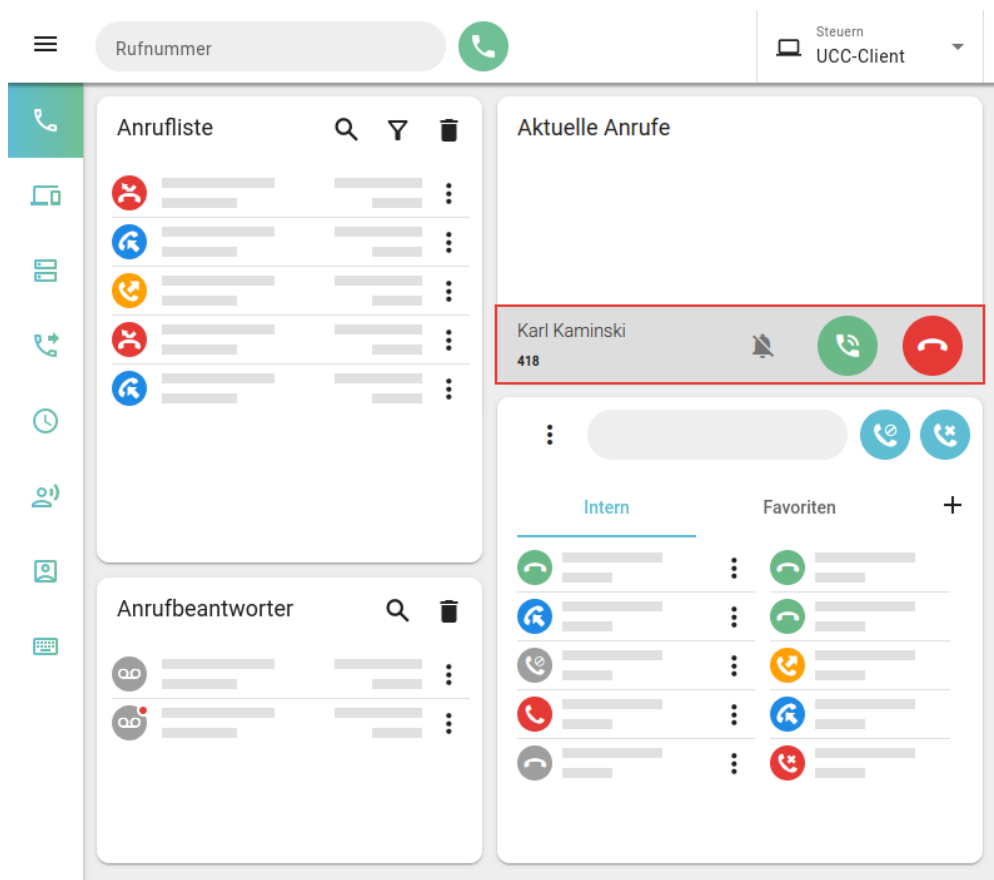 Rufnummer
Steuern
UCC-Client
Anrufliste
Aktuelle Anrufe
Karl Kaminski
418
Intern
Favoriten
Anrufbeantworter